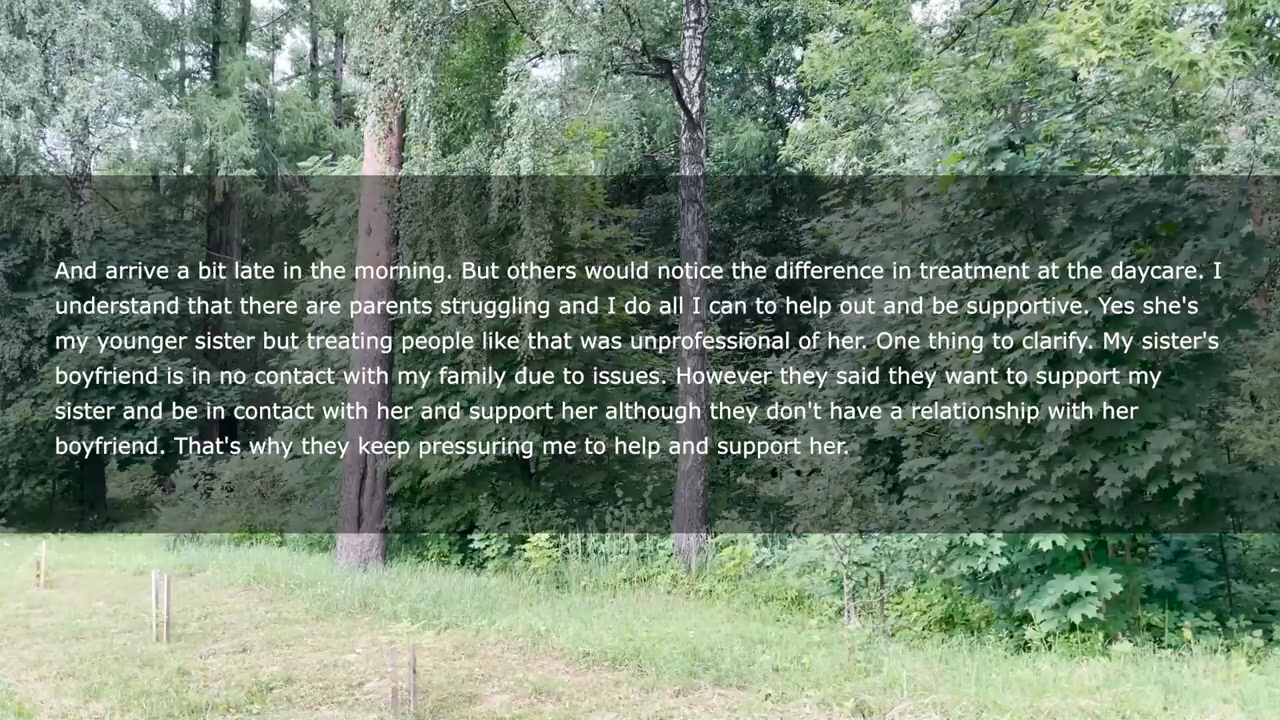 And arrive a bit late in the morning. But others would notice the difference in treatment at the daycare. I
understand that there are parents struggling and I do all I can to help out and be supportive. Yes she's
my younger sister but treating people like that was unprofessional of her. One thing to clarify. My sister's
boyfriend is in no contact with my family due to issues. However they said they want to support my
sister and be in contact with her and support her although they don't have a relationship with her
boyfriend. That's why they keep pressuring me to help and support her.